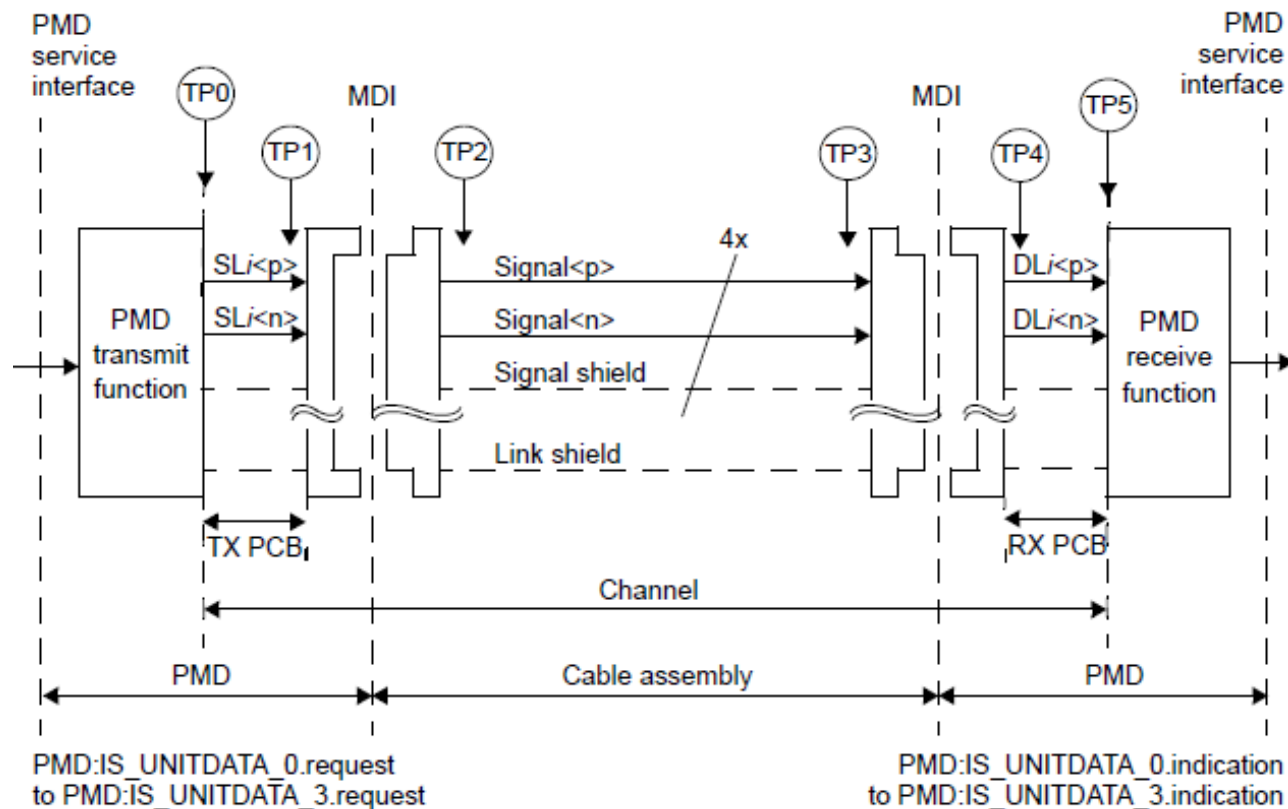 PMD
service
interface
PMD
service
interface
TP0
MDI
MDI
TP5
TP1
TP2
TP3
TP4
4x
SLi<p>
Signal<p>
DLi<p>
SLi<n>
Signal<n>
DLi<n>
PMD
transmit
function
PMD
receive
function
Signal shield
Link shield
TX PCB
RX PCB
Channel
PMD
Cable assembly
PMD
PMD:IS_UNITDATA_0.request
to PMD:IS_UNITDATA_3.request
PMD:IS_UNITDATA_0.indication
to PMD:IS_UNITDATA_3.indication